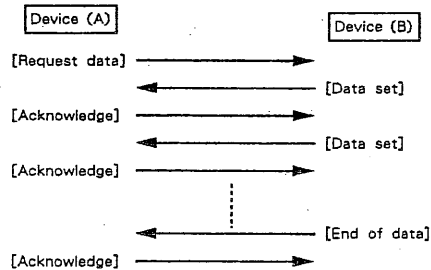 Device (A)
Device (B)
[Request data]
[Data set]
[Acknowledge]
[Data set]
[Acknowledge]
[End of data]
[Acknowledge]